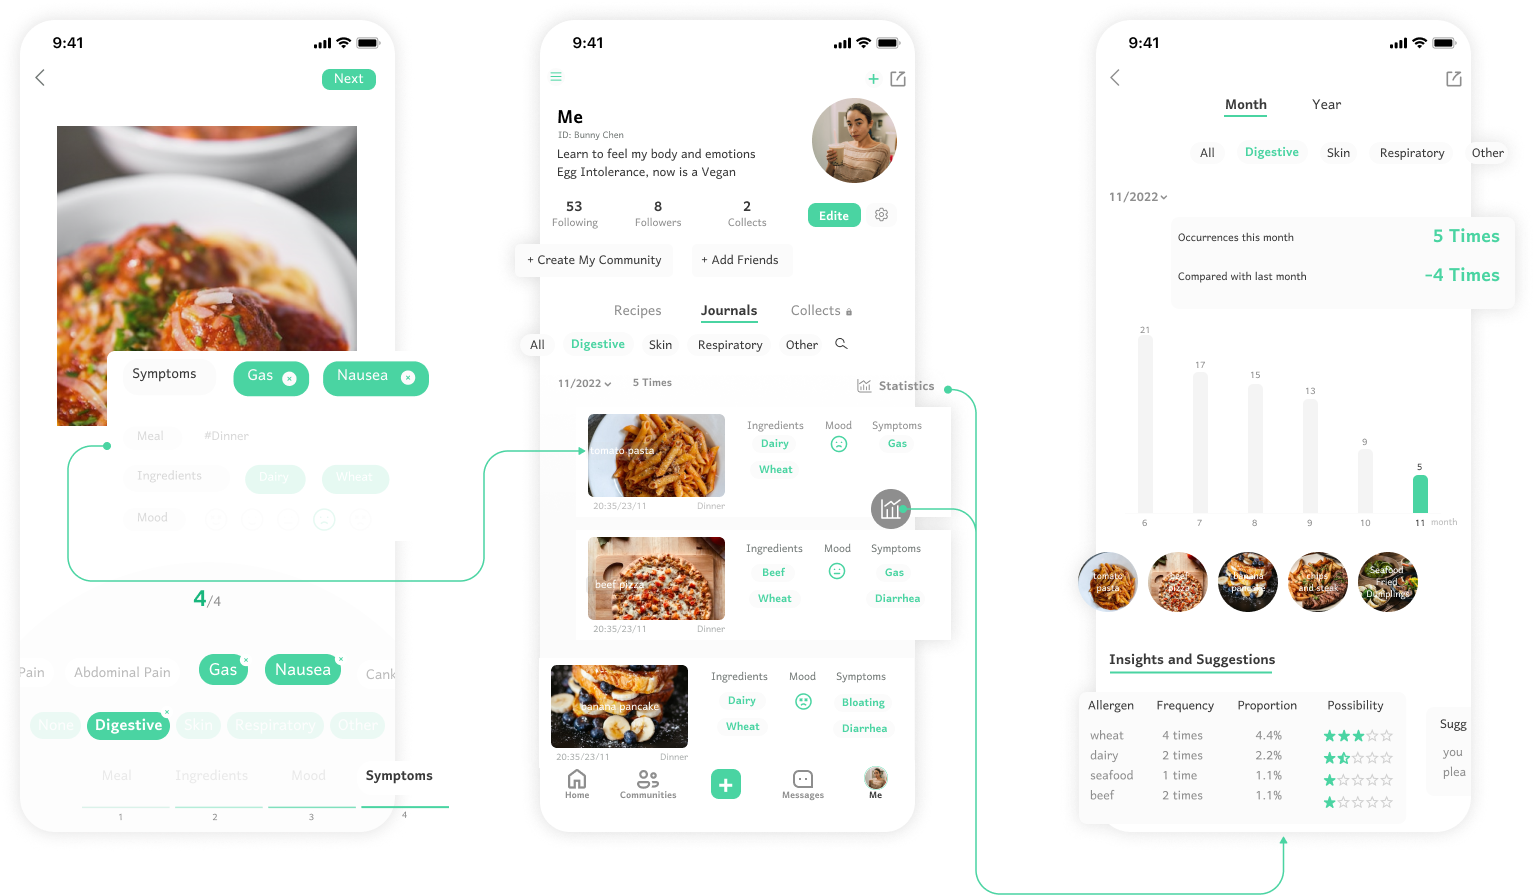 9:41
Next
Symptoms
Gas
Nausea
Meal
#Dinner
Ingredients
Dairy
Wheat
Mood
4/4
Pain
Abdominal Pain
Gas
Nausea
Cank
None
Digestive
Skin
Respiratory
Other
Meal
Ingredients
Mood
Symptoms
1
2
3
4
9:41
Me
ID: Bunny Chen
Learn to feel my body and emotions
Egg Intolerance, now is a Vegan
53
8
2
Following
Followers
Collects
Edite
+ Create My Community
+ Add Friends
Recipes
Journals
Collects
All
Digestive
Skin
Respiratory
Other
11/2022
5 Times
Statistics
tomato pasta
20:35/23/11
Dinner
Ingredients
Mood
Symptoms
Dairy
Gas
Wheat
beef pizza
20:35/23/11
Dinner
Ingredients
Mood
Symptoms
Beef
Gas
Wheat
Diarrhea
banana pancake
20:35/23/11
Dinner
Ingredients
Mood
Symptoms
Dairy
Bloating
Wheat
Diarrhea
Home
Communities
+
Messages
Me
9:41
Month
Year
All
Digestive
Skin
Respiratory
Other
11/2022
Occurrences this month
5 Times
Compared with last month
-4 Times
21
17
15
13
9
5
6
7
8
9
10
11
month
tomato
pasta
beef
pizza
banana
pancake
chips
and steak
Seafood
Fried
Dumplings
Insights and Suggestions
Allergen Frequency Proportion Possibility
wheat 4 times 4.4%
dairy 2 times 2.2%
seafood 1 time 1.1%
beef 2 times 1.1%
Sugg
you
plea